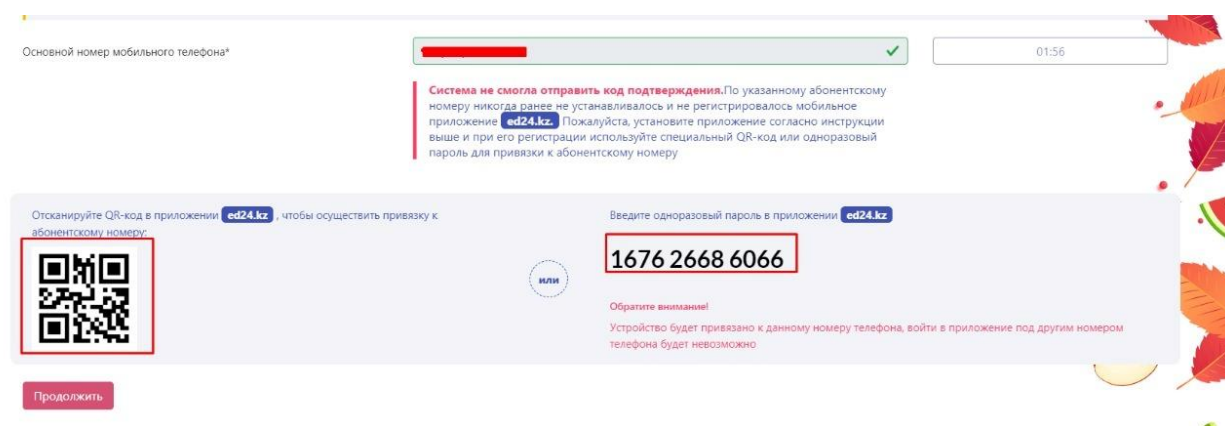 Основной номер мобильного телефона*
01:56
Система не смогла отправить код подтверждения.По указанному абонентскому
номеру никогда ранее не устанавливалось и не регистрировалось мобильное
приложение ed24.kz. Пожалуйста, установите приложение согласно инструкции
выше и при его регистрации используйте специальный QR-код или одноразовый
пароль для привязки к абонентскому номеру
Отсканируйте QR-код в приложении ed24.kz , чтобы осуществить привязку к
абонентскому номеру:
или
Введите одноразовый пароль в приложении ed24.kz
1676 2668 6066
Обратите внимание!
Устройство будет привязано к данному номеру телефона, войти в приложение под другим номером
телефона будет невозможно
Продолжить